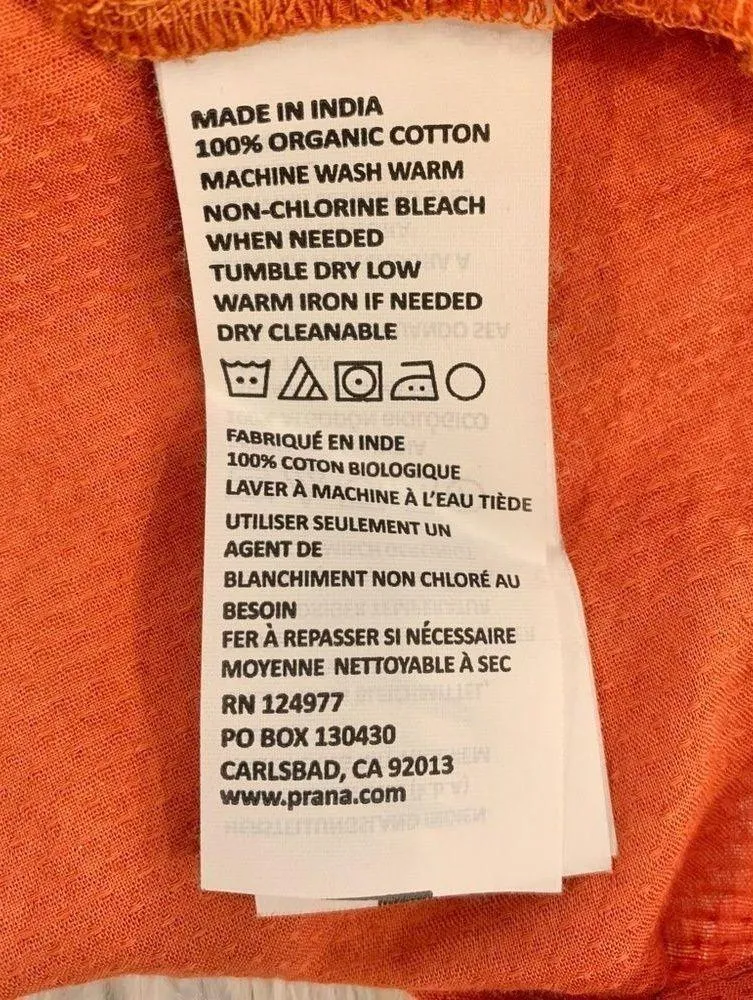 MADE IN INDIA
100% ORGANIC COTTON
MACHINE WASH WARM
NON-CHLORINE BLEACH
WHEN NEEDED
TUMBLE DRY LOW
WARM IRON IF NEEDED
DRY CLEANABLE
FABRIQUÉ EN INDE
100% COTON BIOLOGIQUE
LAVER À MACHINE À L'EAU TIÈDE
UTILISER SEULEMENT UN
AGENT DE
BLANCHIMENT NON CHLORÉ AU
BESOIN
FER À REPASSER SI NÉCESSAIRE
MOYENNE NETTOYABLE À SEC
RN 124977
PO BOX 130430
CARLSBAD, CA 92013
www.prana.com